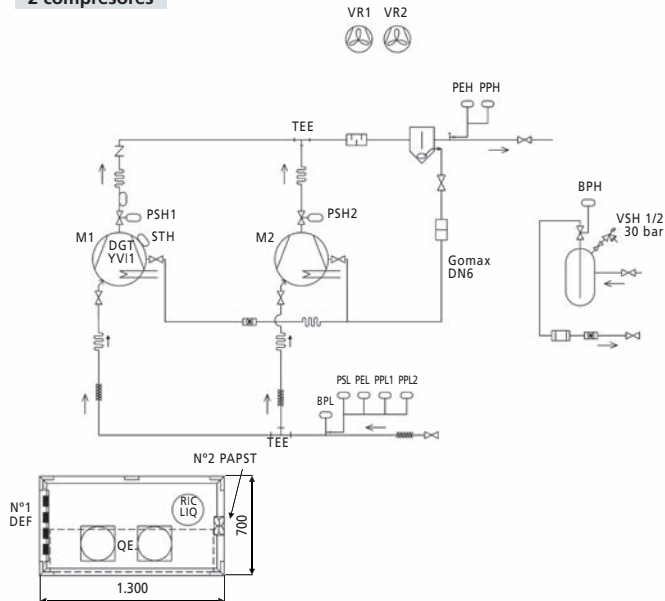 2 compresores
VR1 VR2
PEH PPH
TEE
BPH
PSH1
PSH2
VSH 1/2
30 bar
M1
DGT
YVI1
STH
M2
Gomax
DN6
PSL PEL PPL1 PPL2
BPL
TEE
Nº2 PAPST
Nº1
DEF
RIC
LIQ
QE.
700
1.300